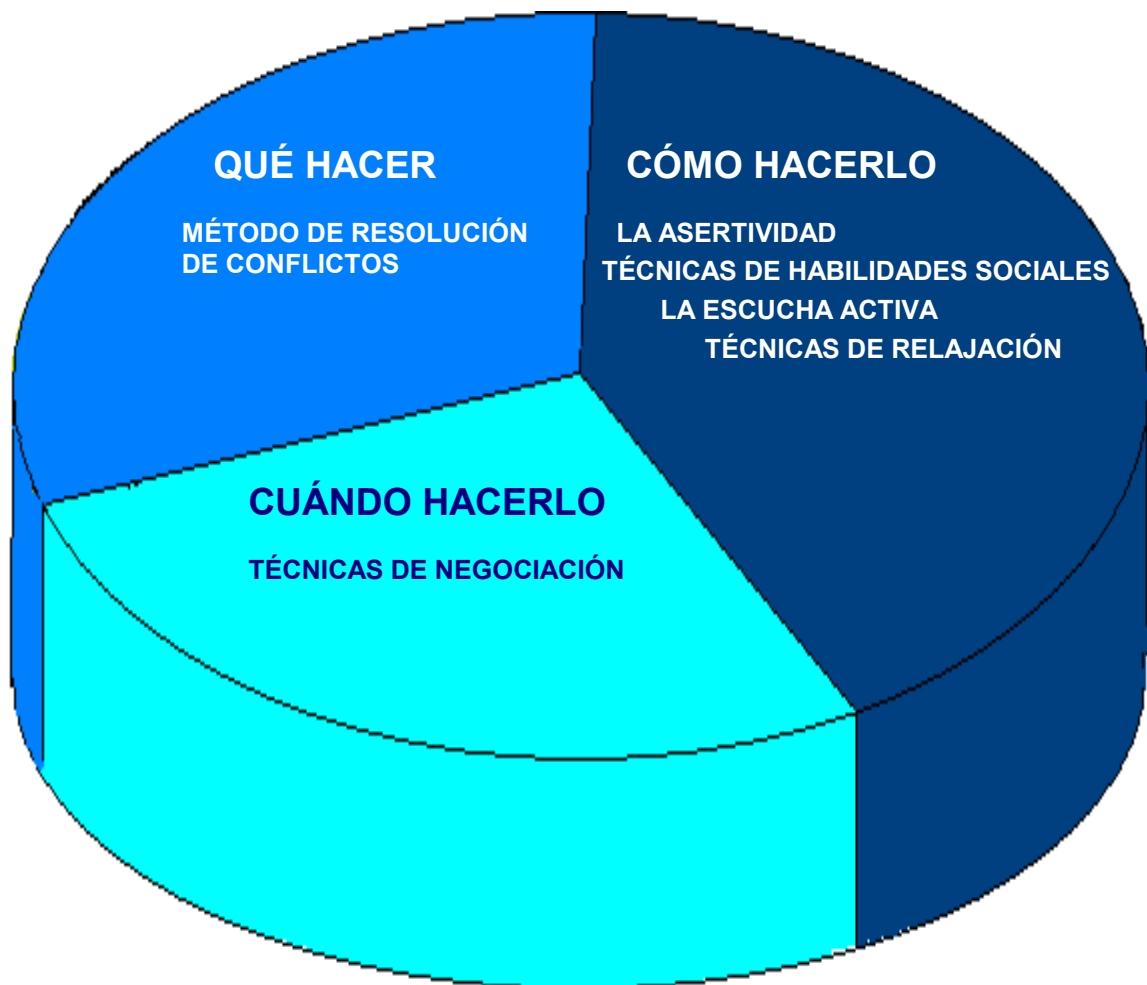 QUÉ HACER
MÉTODO DE RESOLUCIÓN
DE CONFLICTOS
CÓMO HACERLO
LA ASERTIVIDAD
TÉCNICAS DE HABILIDADES SOCIALES
LA ESCUCHA ACTIVA
TÉCNICAS DE RELAJACIÓN
CUÁNDO HACERLO
TÉCNICAS DE NEGOCIACIÓN